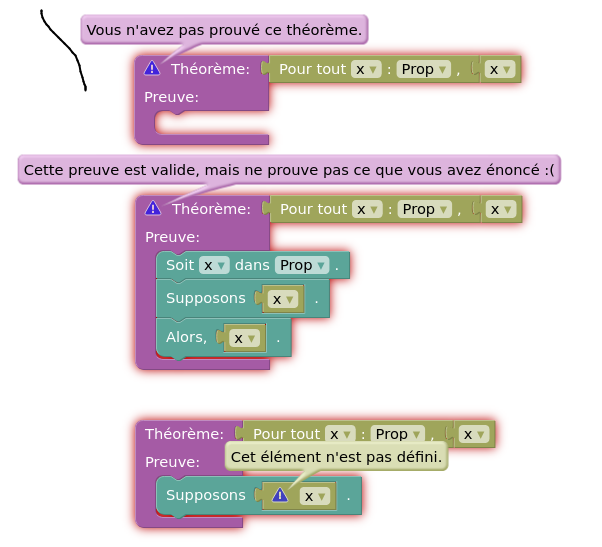 Vous n'avez pas prouvé ce théorème.
Théorème: Pour tout x : Prop , x
Preuve:
Cette preuve est valide, mais ne prouve pas ce que vous avez énoncé :(
Théorème: Pour tout x : Prop , x
Preuve:
Soit x dans Prop .
Supposons x .
Alors, x .
Théorème: Pour tout x : Prop , x
Cet élément n'est pas défini.
Preuve:
Supposons x .